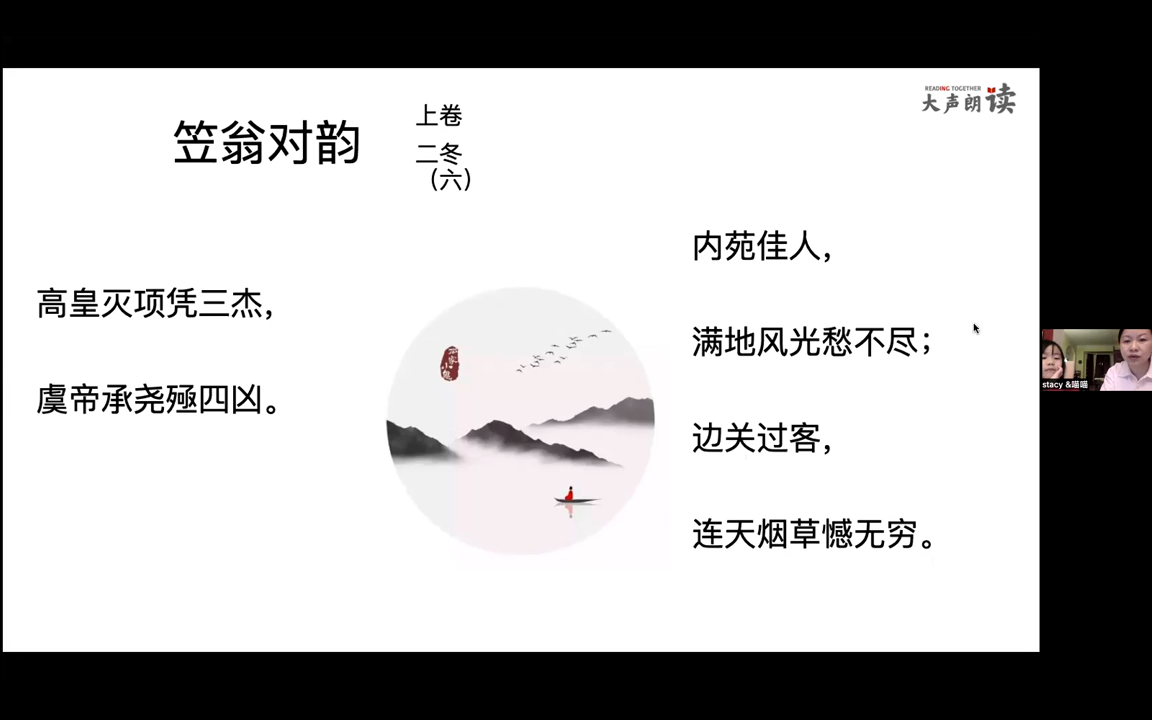 笠翁对韵
上卷
二冬
(六)
READING TOGETHER
大声朗读
高皇灭项凭三杰，
虞帝承尧殛四凶。
内苑佳人，
满地风光愁不尽；
边关过客，
连天烟草憾无穷。
stacy &喵喵